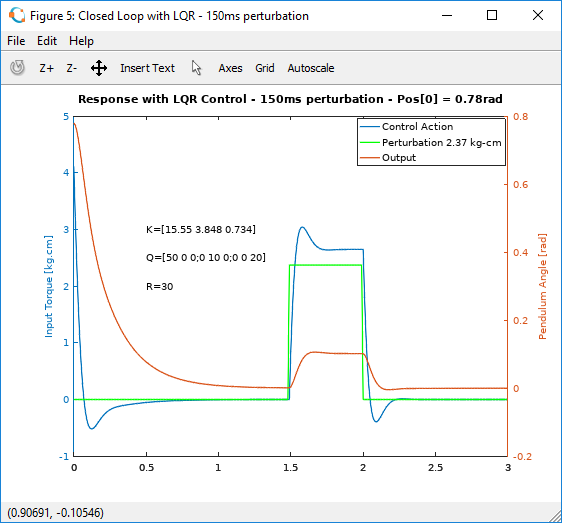 Figure 5: Closed Loop with LQR - 150ms perturbation
File Edit Help
Z+ Z- Insert Text Axes Grid Autoscale
Response with LQR Control - 150ms perturbation - Pos[0] = 0.78rad
Control Action
Perturbation 2.37 kg-cm
Output
K=[15.55 3.848 0.734]
Q=[50 0 0;0 10 0;0 0 20]
R=30
Input Torque [kg.cm]
5
4
3
2
1
0
-1
Pendulum Angle [rad]
0.8
0.6
0.4
0.2
0
-0.2
0 0.5 1 1.5 2 2.5 3
(0.90691, -0.10546)